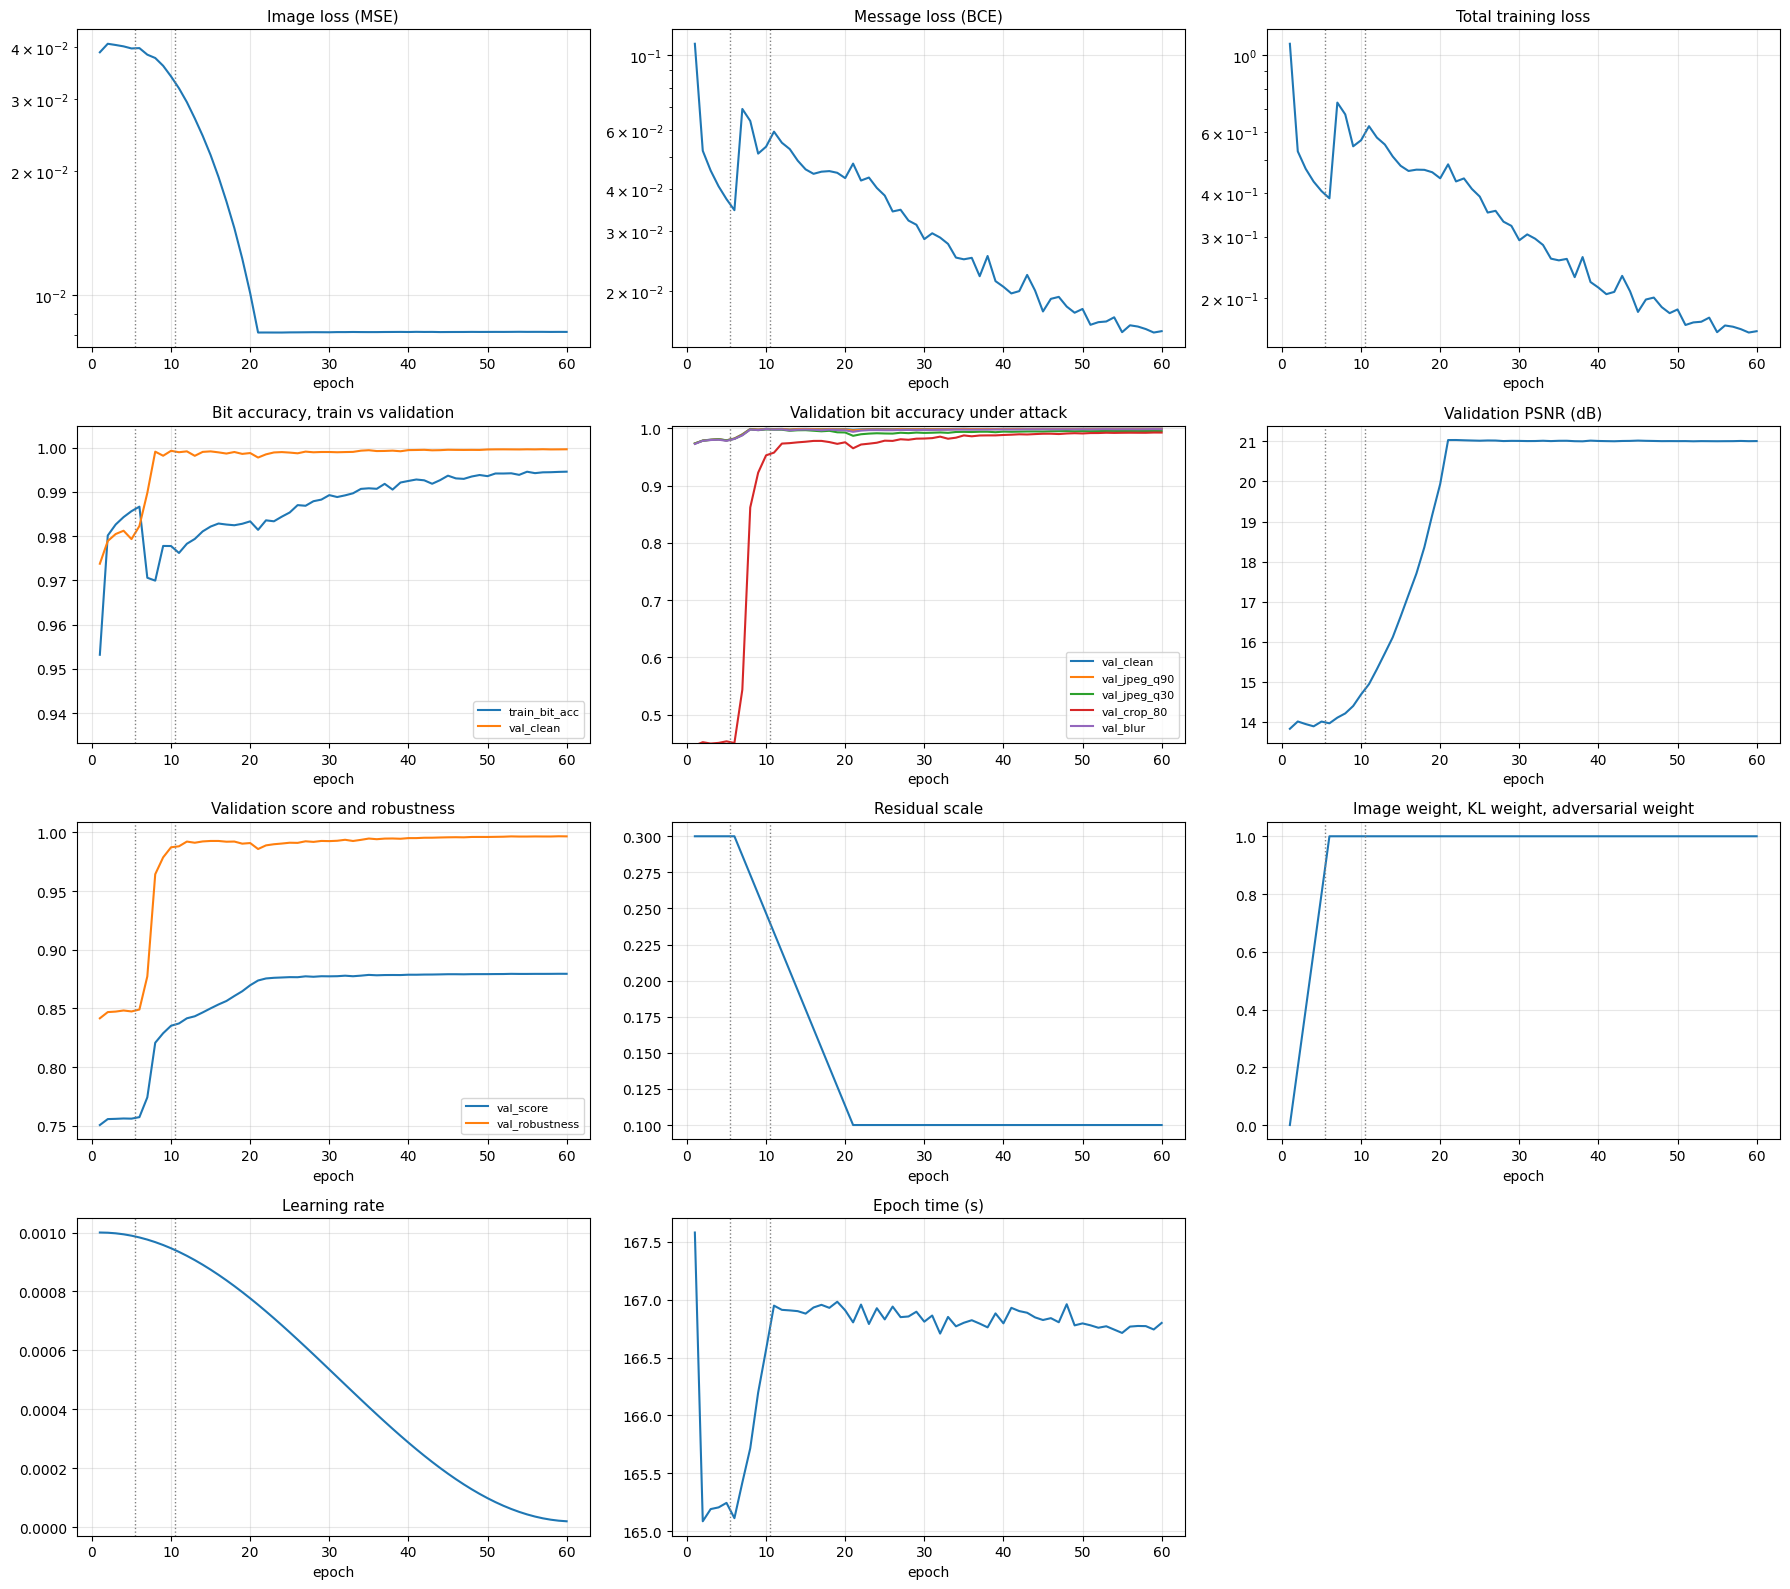 Image loss (MSE)
4 × 10⁻²
3 × 10⁻²
2 × 10⁻²
10⁻²
0 10 20 30 40 50 60
epoch
Message loss (BCE)
10⁻¹
6 × 10⁻²
4 × 10⁻²
3 × 10⁻²
2 × 10⁻²
0 10 20 30 40 50 60
epoch
Total training loss
10⁰
6 × 10⁻¹
4 × 10⁻¹
3 × 10⁻¹
2 × 10⁻¹
0 10 20 30 40 50 60
epoch
Bit accuracy, train vs validation
1.00
0.99
0.98
0.97
0.96
0.95
0.94
train_bit_acc
val_clean
0 10 20 30 40 50 60
epoch
Validation bit accuracy under attack
1.0
0.9
0.8
0.7
0.6
0.5
val_clean
val_jpeg_q90
val_jpeg_q30
val_crop_80
val_blur
0 10 20 30 40 50 60
epoch
Validation PSNR (dB)
21
20
19
18
17
16
15
14
0 10 20 30 40 50 60
epoch
Validation score and robustness
1.00
0.95
0.90
0.85
0.80
0.75
val_score
val_robustness
0 10 20 30 40 50 60
epoch
Residual scale
0.300
0.275
0.250
0.225
0.200
0.175
0.150
0.125
0.100
0 10 20 30 40 50 60
epoch
Image weight, KL weight, adversarial weight
1.0
0.8
0.6
0.4
0.2
0.0
0 10 20 30 40 50 60
epoch
Learning rate
0.0010
0.0008
0.0006
0.0004
0.0002
0.0000
0 10 20 30 40 50 60
epoch
Epoch time (s)
167.5
167.0
166.5
166.0
165.5
165.0
0 10 20 30 40 50 60
epoch